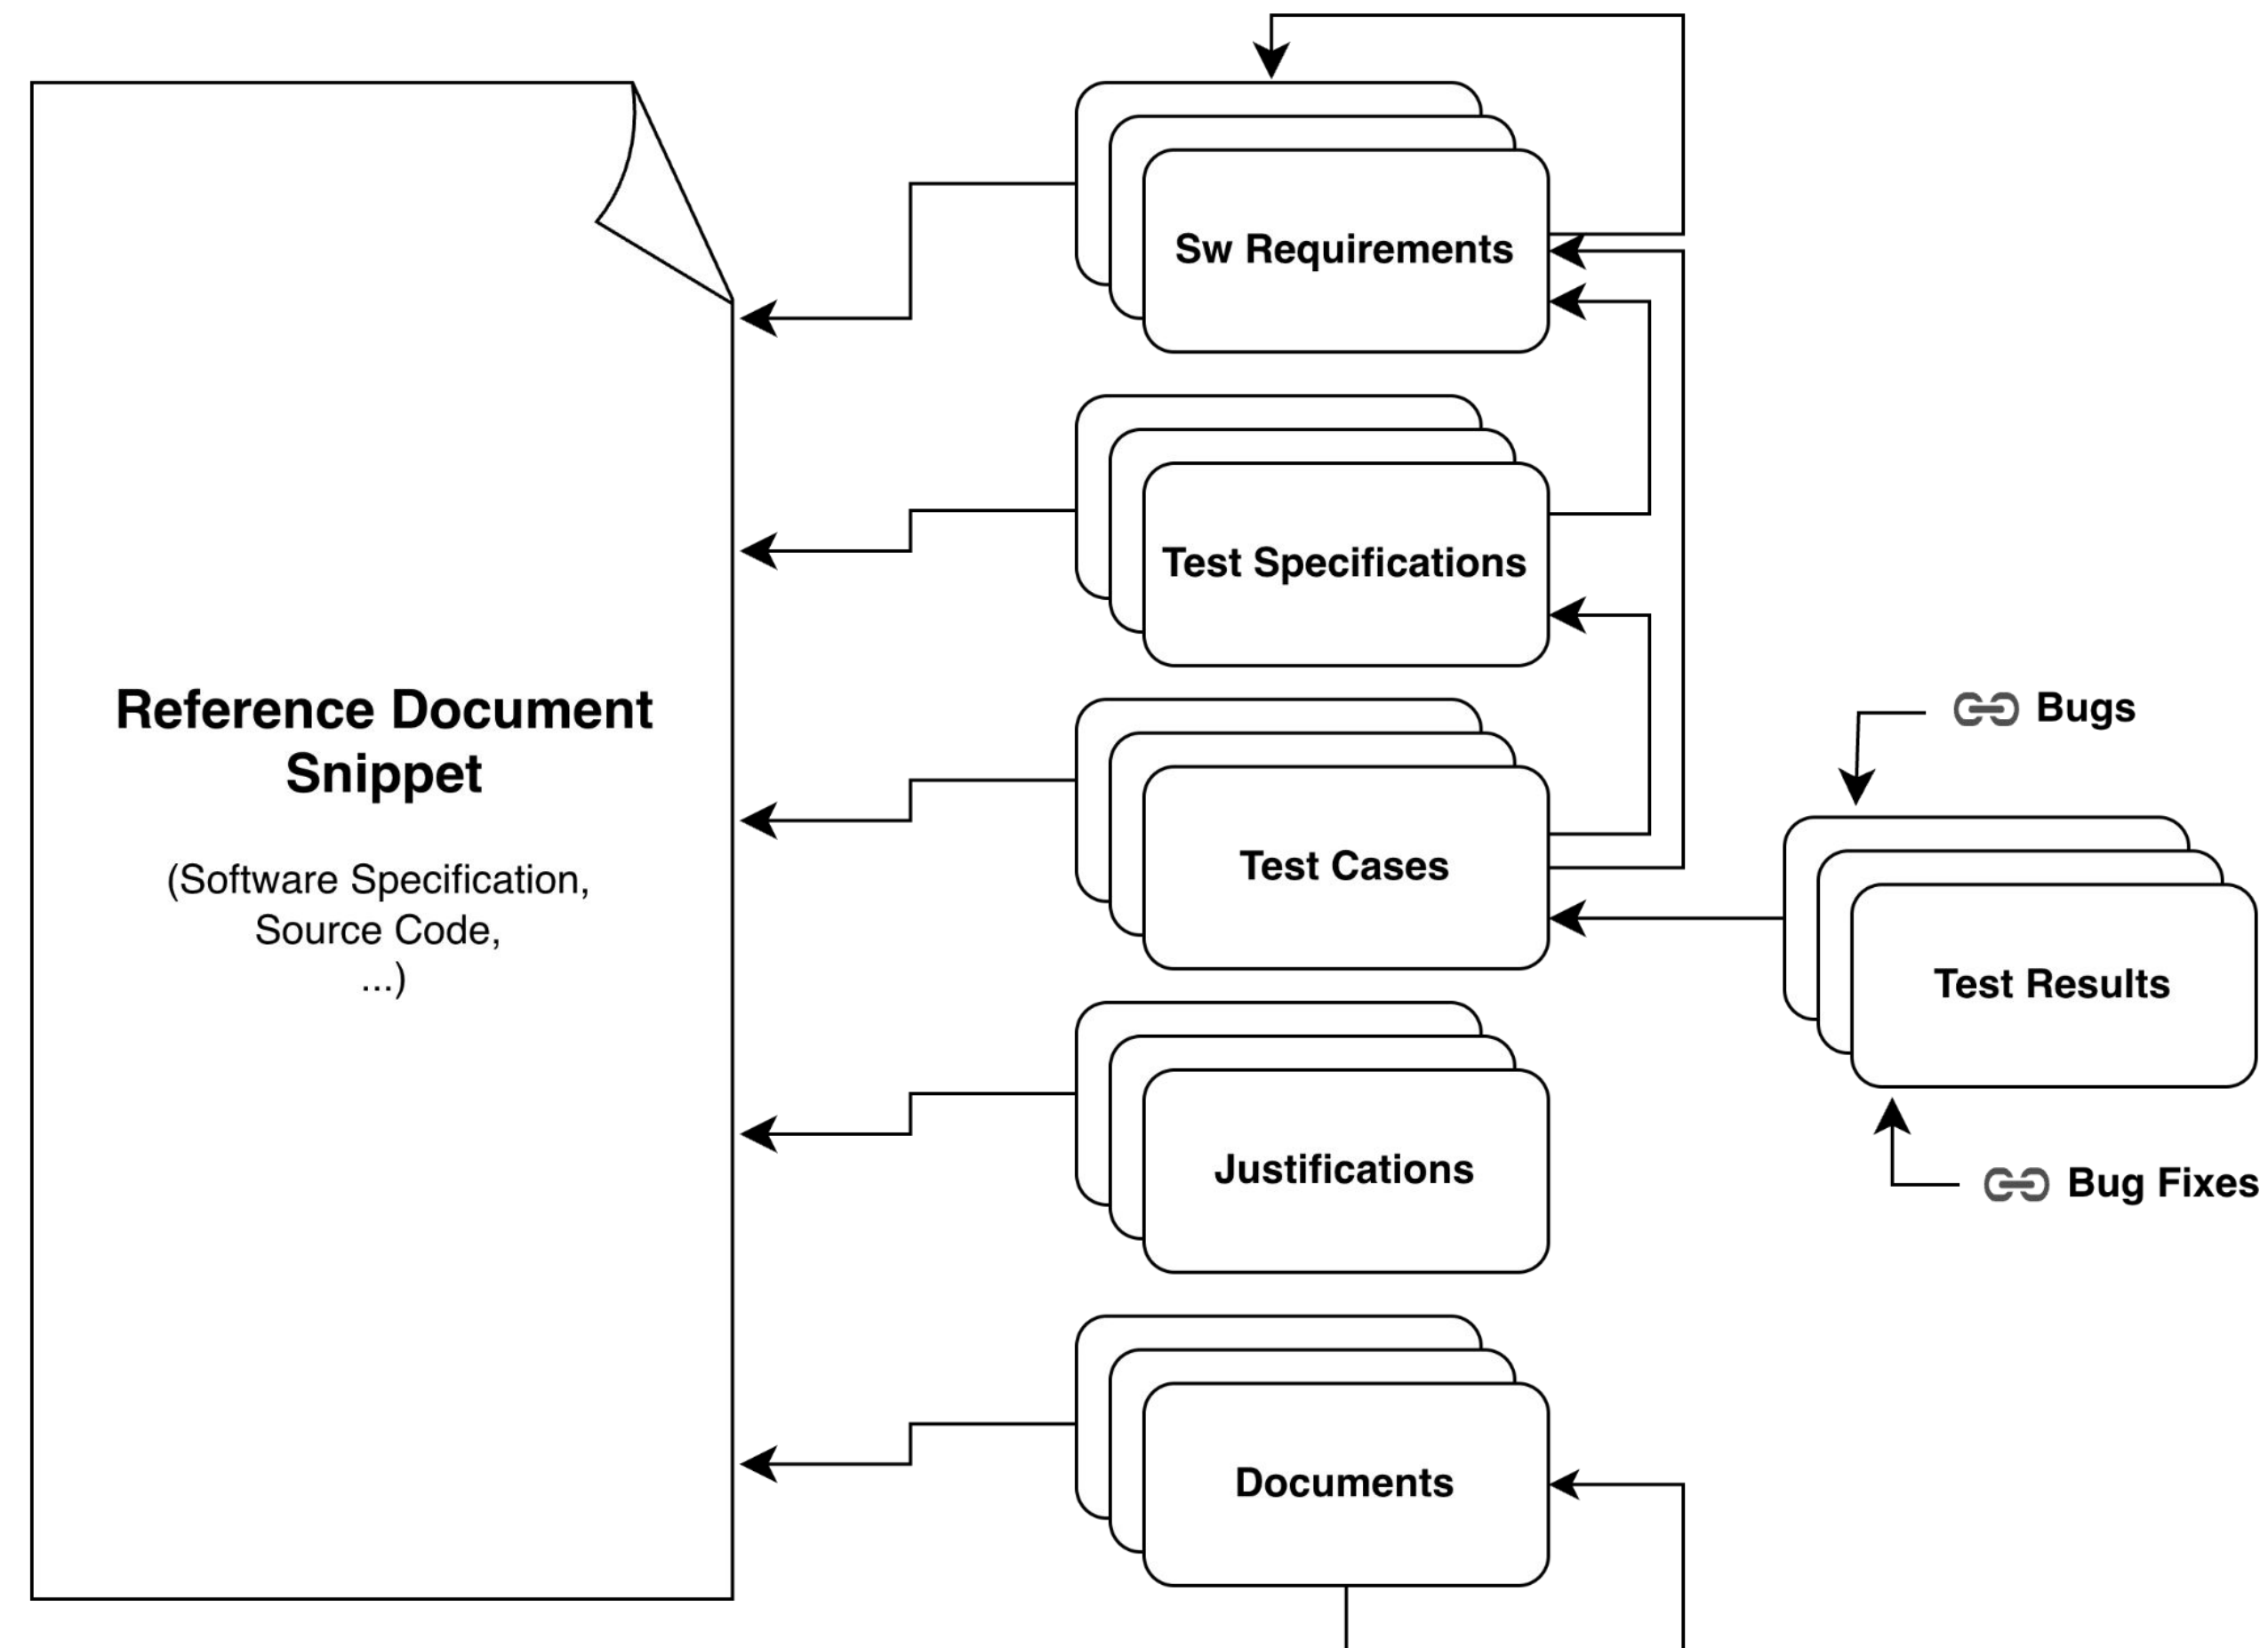 Sw Requirements
Test Specifications
Reference Document
Snippet
(Software Specification,
Source Code,
...)
Test Cases
Bugs
Test Results
Bug Fixes
Justifications
Documents